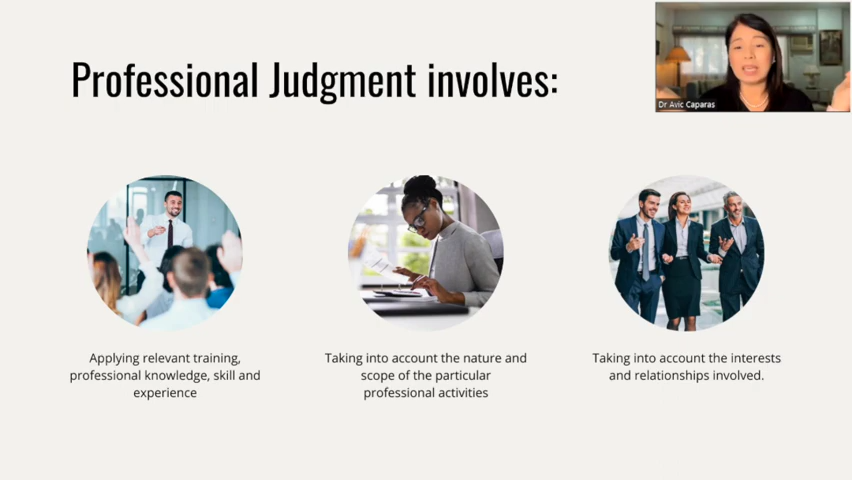 Professional Judgment involves:
Dr Avic Caparas
Applying relevant training,
professional knowledge, skill and
experience
Taking into account the nature and
scope of the particular
professional activities
Taking into account the interests
and relationships involved.